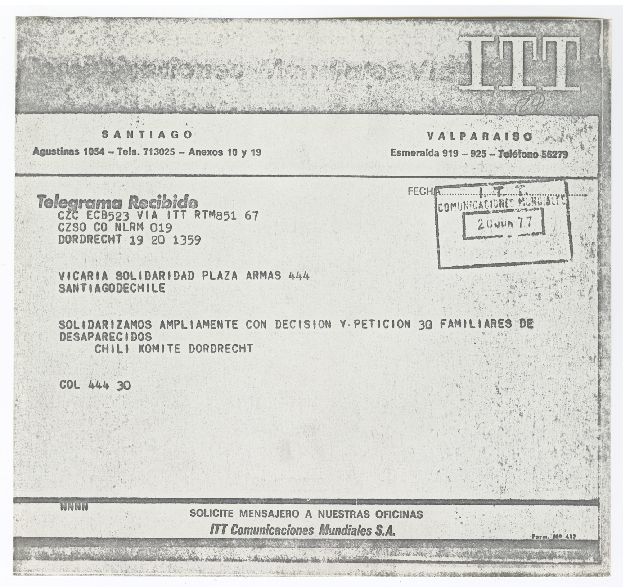 ITT
SANTIAGO
Agustinas 1054 – Tels. 713025 – Anexos 10 y 19
VALPARAISO
Esmeralda 919 – 925 – Teléfono 56279
Telegrama Recibido
FECHA
I T T
COMUNICACIONES MUNDIALES
20 JUN 77
CZC ECB523 VIA ITT RTM851 67
CZSO CO NLRM 019
DORDRECHT 19 20 1359
VICARIA SOLIDARIDAD PLAZA ARMAS 444
SANTIAGODECHILE
SOLIDARIZAMOS AMPLIAMENTE CON DECISION Y PETICION 30 FAMILIARES DE
DESAPARECIDOS
CHILI KOMITE DORDRECHT
COL 444 30
NNNN
SOLICITE MENSAJERO A NUESTRAS OFICINAS
ITT Comunicaciones Mundiales S.A.
Form. Nº 417